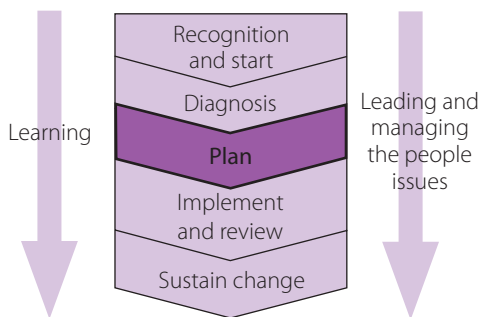 Recognition
and start
Diagnosis
Plan
Implement
and review
Sustain change
Learning
Leading and
managing
the people
issues